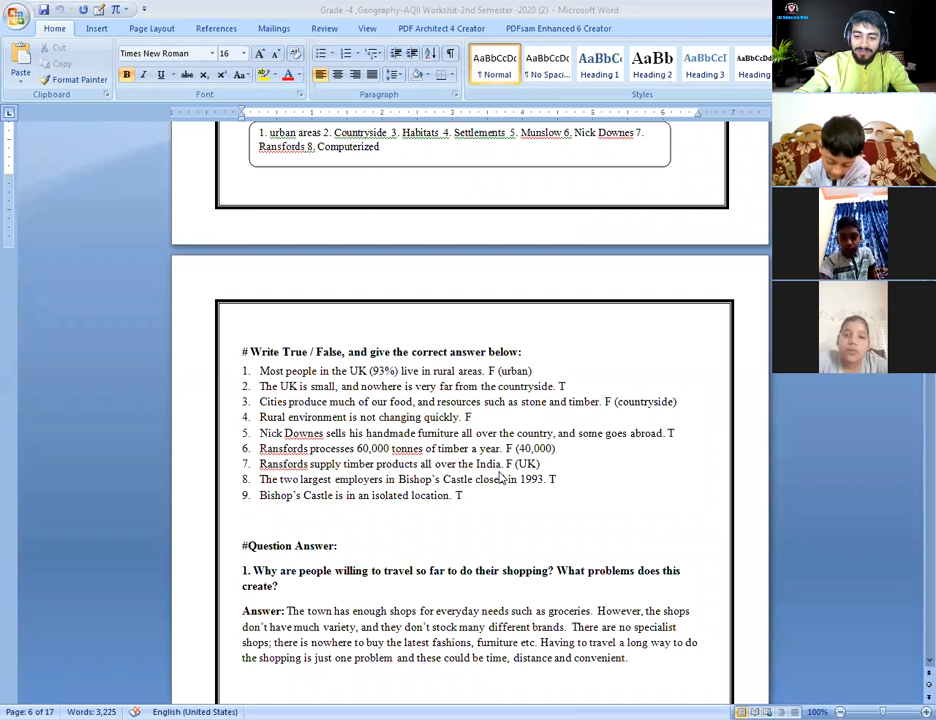 Grade -4 ,Geography-AQII Workshit-2nd Semester -2020 (2) - Microsoft Word
Home Insert Page Layout References Mailings Review View PDF Architect 4 Creator PDFsam Enhanced 6 Creator
Paste Cut Copy Format Painter
Times New Roman 16
AaBbCcDc AaBbCcDc AaBbC AaBb AaBbCcI
¶ Normal ¶ No Spaci... Heading 1 Heading 2 Heading 3 Heading
Clipboard Font Paragraph Styles
1. urban areas 2. Countryside 3. Habitats 4. Settlements 5. Munslow 6. Nick Downes 7.
Ransfords 8. Computerized
# Write True / False, and give the correct answer below:
1. Most people in the UK (93%) live in rural areas. F (urban)
2. The UK is small, and nowhere is very far from the countryside. T
3. Cities produce much of our food, and resources such as stone and timber. F (countryside)
4. Rural environment is not changing quickly. F
5. Nick Downes sells his handmade furniture all over the country, and some goes abroad. T
6. Ransfords processes 60,000 tonnes of timber a year. F (40,000)
7. Ransfords supply timber products all over the India. F (UK)
8. The two largest employers in Bishop's Castle closed in 1993. T
9. Bishop's Castle is in an isolated location. T
#Question Answer:
1. Why are people willing to travel so far to do their shopping? What problems does this
create?
Answer: The town has enough shops for everyday needs such as groceries. However, the shops
don't have much variety, and they don't stock many different brands. There are no specialist
shops; there is nowhere to buy the latest fashions, furniture etc. Having to travel a long way to do
the shopping is just one problem and these could be time, distance and convenient.
Page: 6 of 17 Words: 3,225 English (United States) 100%